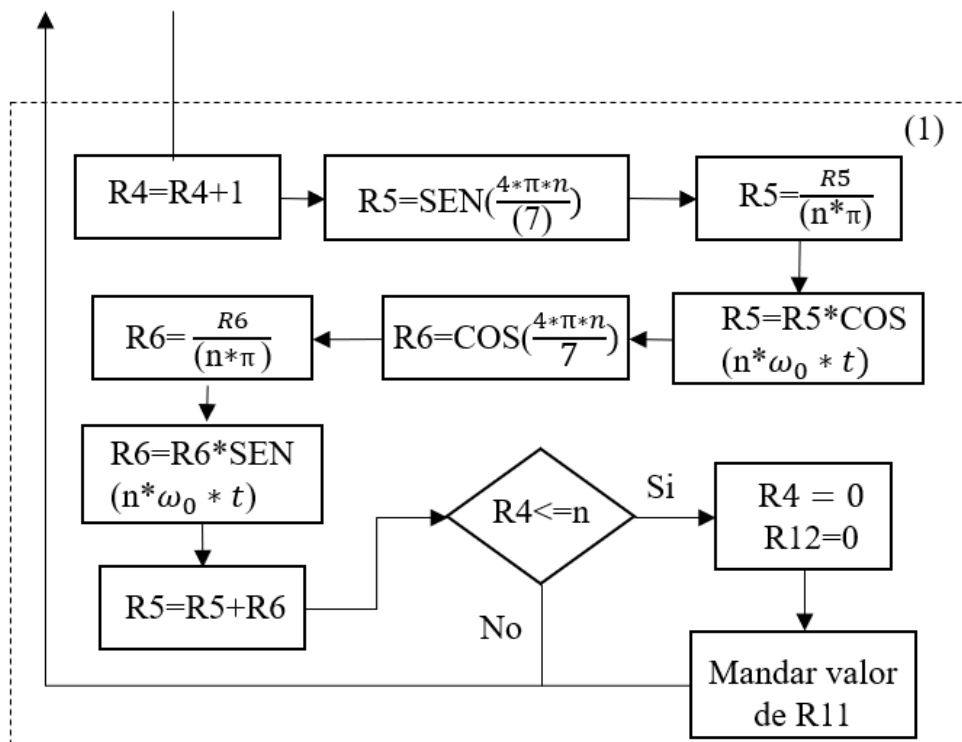 (1)
R4=R4+1
R5=SEN(4*π*n/(7))
R5=R5/(n*π)
R5=R5*COS
(n*ω₀ * t)
R6=COS(4*π*n/7)
R6=R6/(n*π)
R6=R6*SEN
(n*ω₀ * t)
R5=R5+R6
R4<=n
Si
No
R4 = 0
R12=0
Mandar valor
de R11